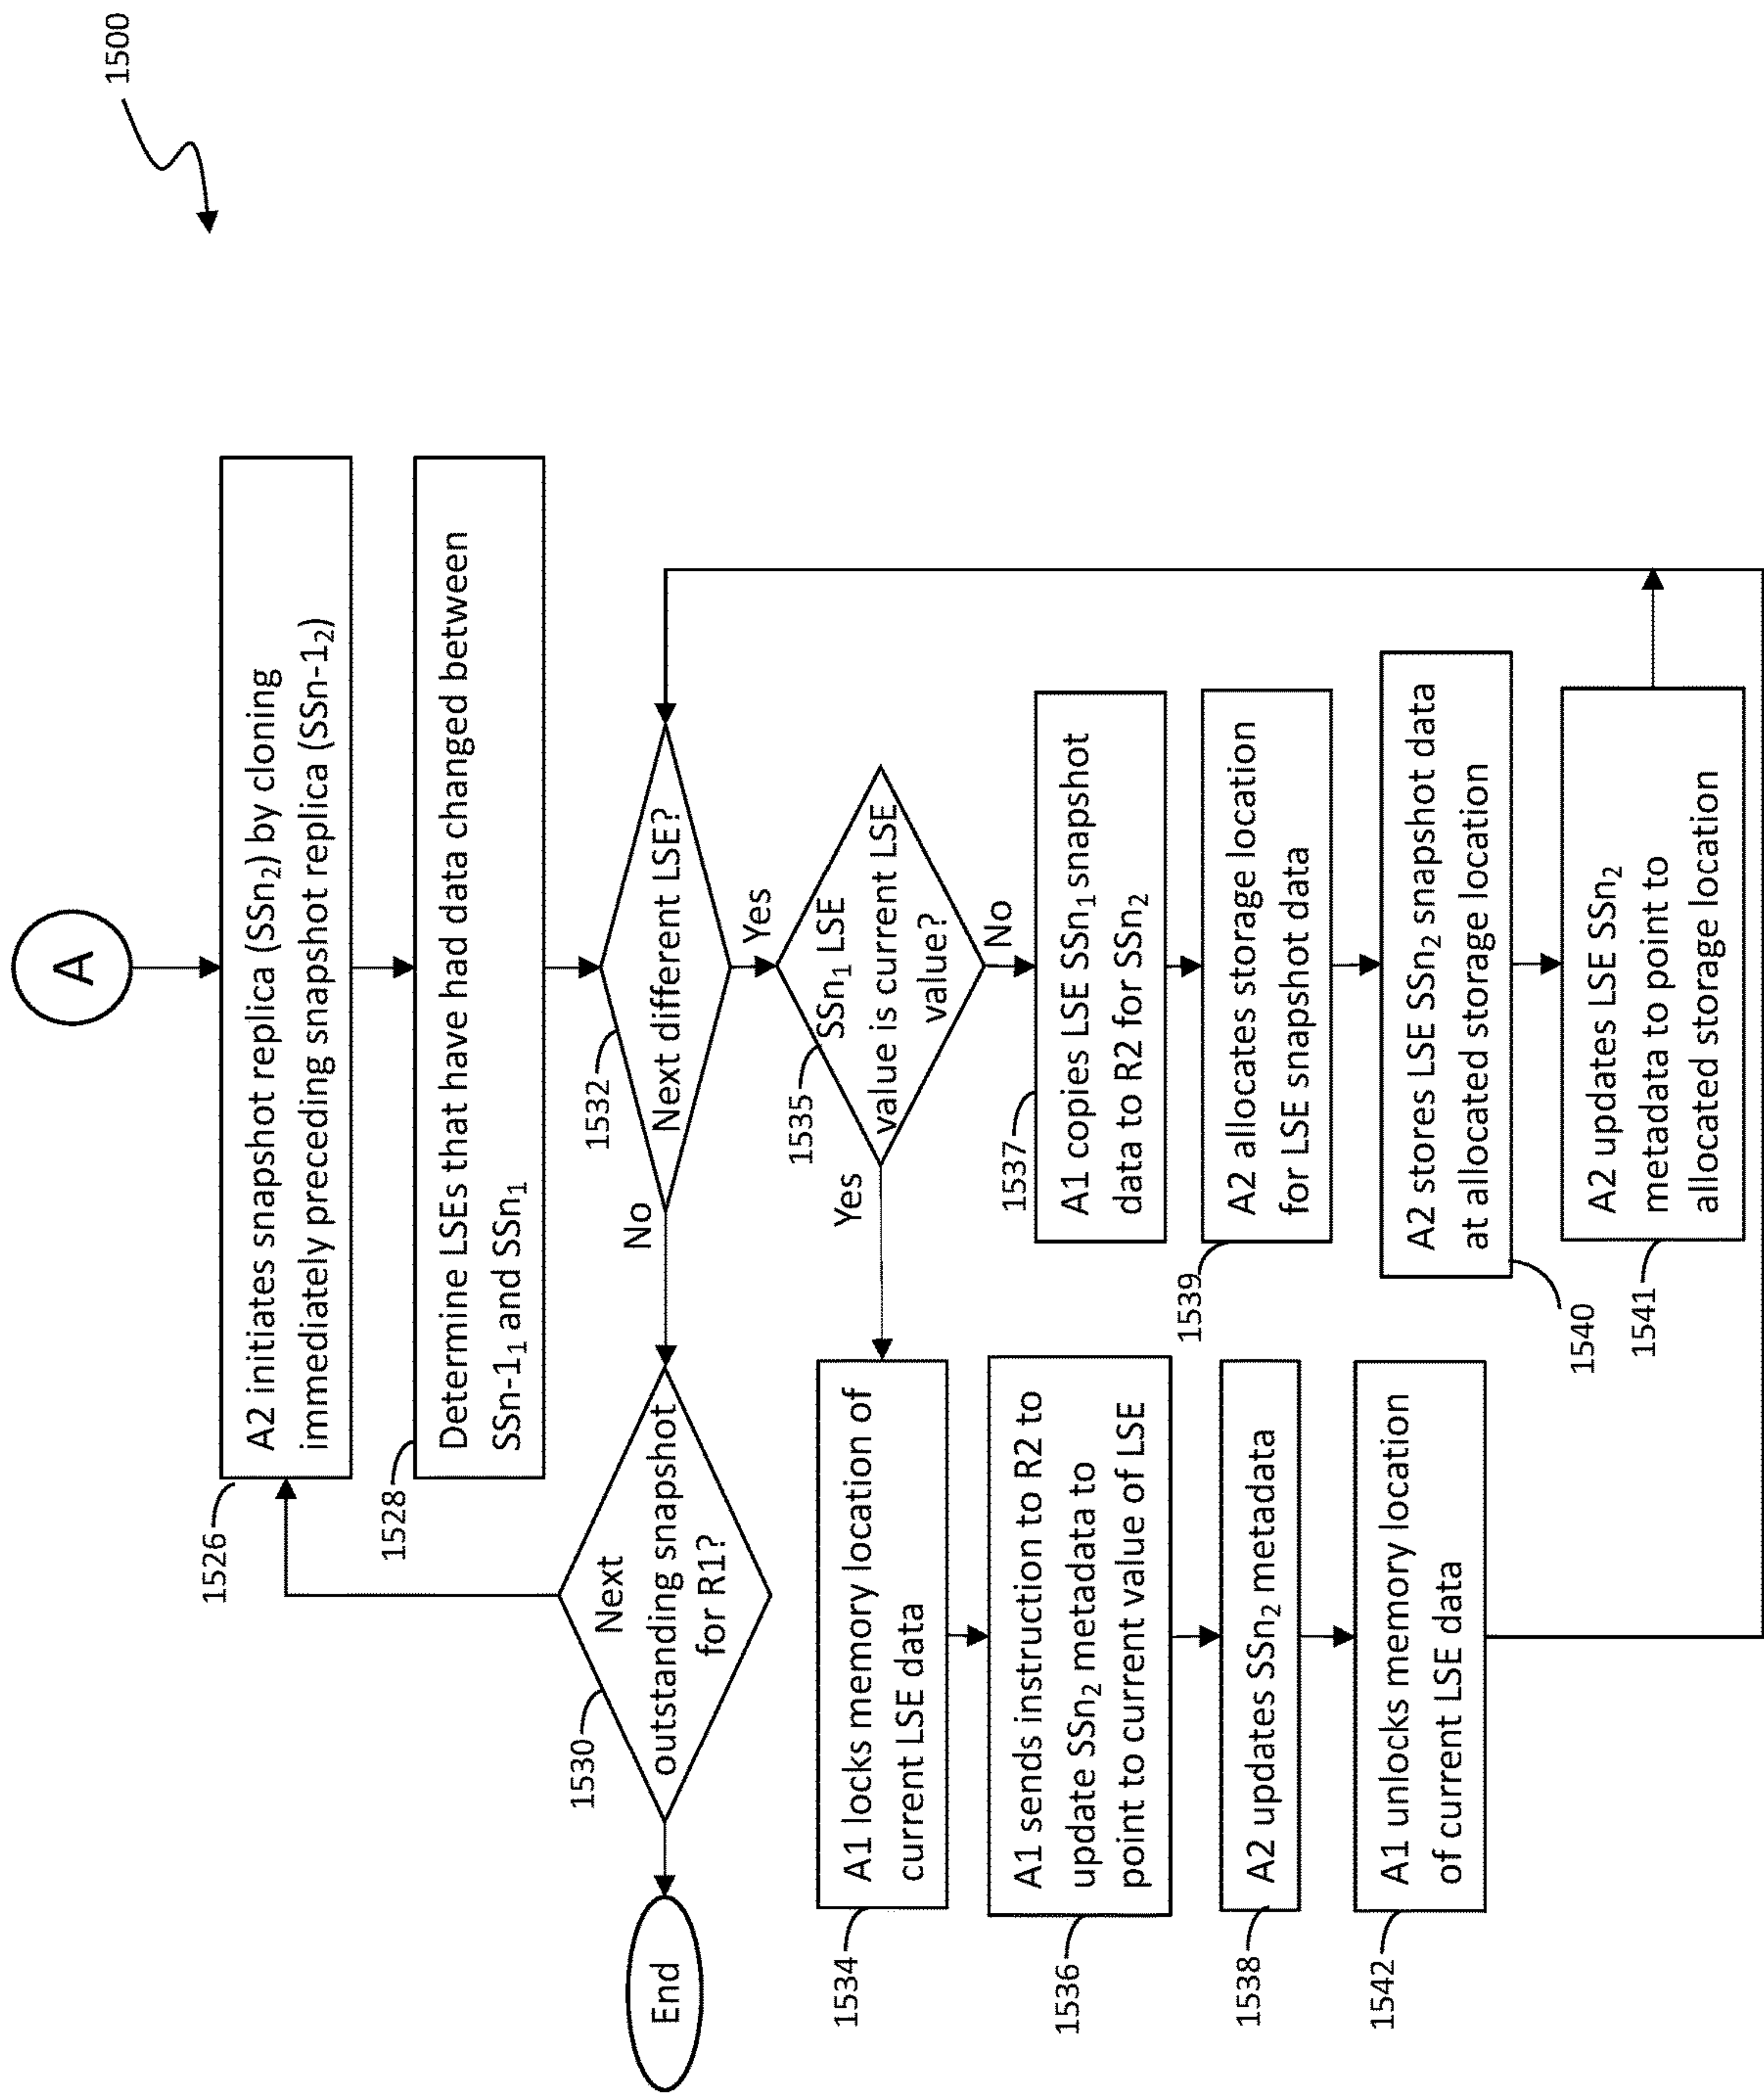 1500
A
1526
A2 initiates snapshot replica (SSn₂) by cloning
immediately preceding snapshot replica (SSn-1₂)
1528
Determine LSEs that have had data changed between
SSn-1₁ and SSn₁
1532
Next different LSE?
No
Yes
1530
Next
outstanding snapshot
for R1?
End
1535
SSn₁ LSE
value is current LSE
value?
Yes
No
1534
A1 locks memory location of
current LSE data
1536
A1 sends instruction to R2 to
update SSn₂ metadata to
point to current value of LSE
1538
A2 updates SSn₂ metadata
1542
A1 unlocks memory location
of current LSE data
1537
A1 copies LSE SSn₁ snapshot
data to R2 for SSn₂
1539
A2 allocates storage location
for LSE snapshot data
1540
A2 stores LSE SSn₂ snapshot data
at allocated storage location
1541
A2 updates LSE SSn₂
metadata to point to
allocated storage location